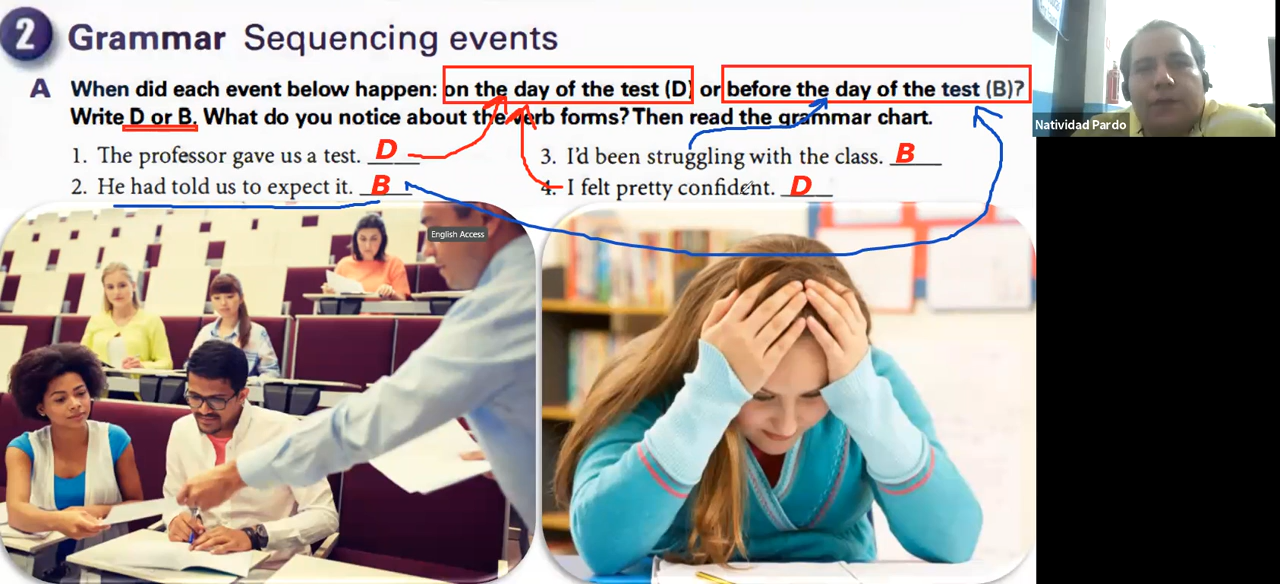 2 Grammar Sequencing events
A When did each event below happen: on the day of the test (D) or before the day of the test (B)?
Write D or B. What do you notice about the verb forms? Then read the grammar chart.
1. The professor gave us a test. D
2. He had told us to expect it. B
3. I'd been struggling with the class. B
4. I felt pretty confident. D
English Access
Natividad Pardo